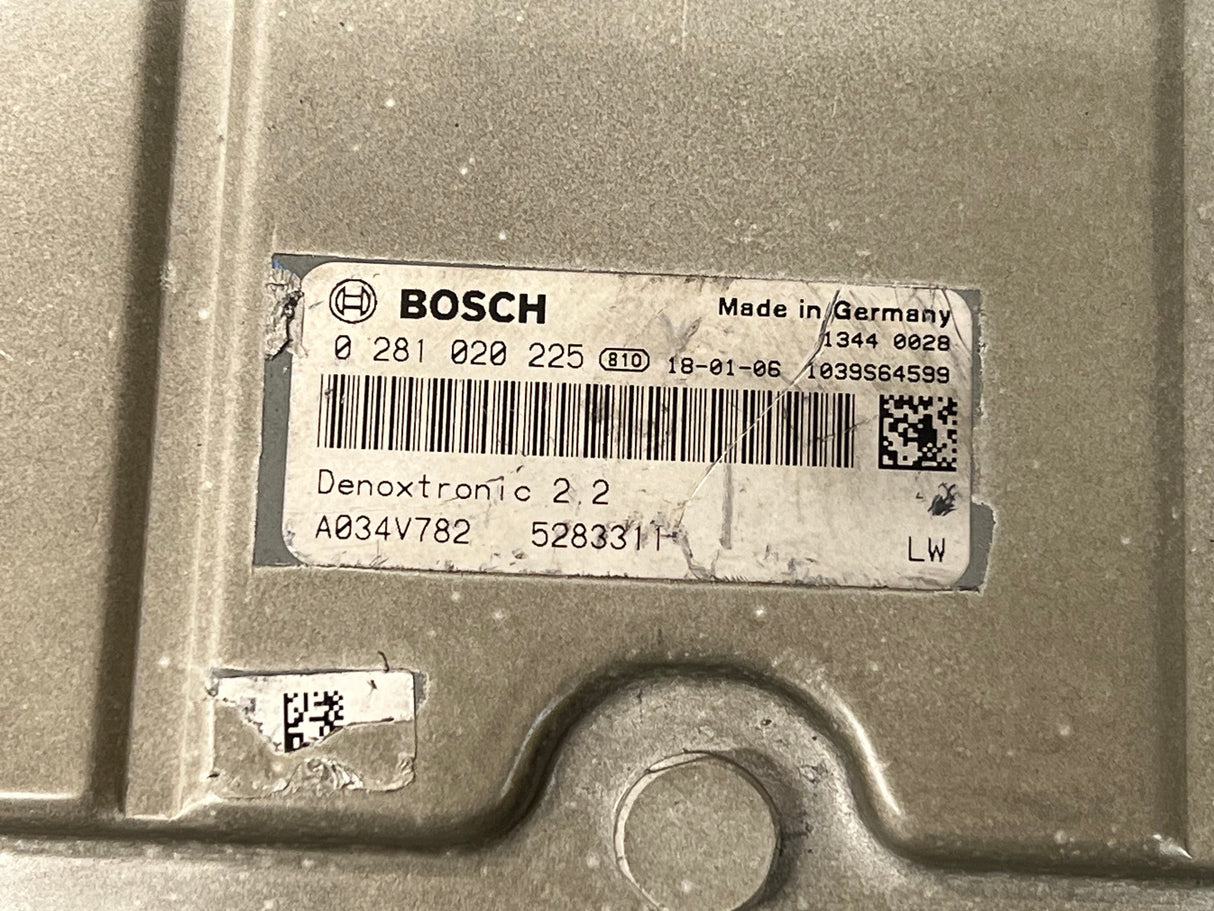 BOSCH Made in Germany
1344 0028
0 281 020 225 810 18-01-06 1039S64599
Denoxtronic 2.2
A034V782 5283311
LW